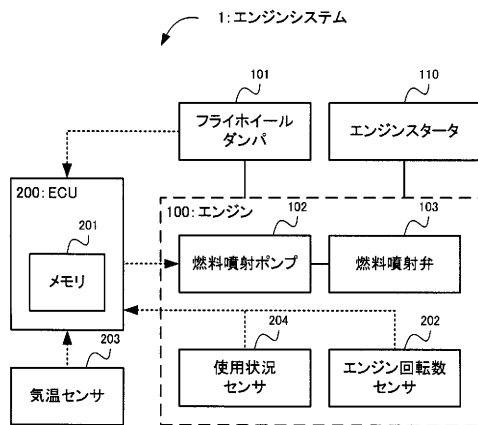 1:エンジンシステム
101
フライホイール
ダンパ
110
エンジンスタータ
200:ECU
201
メモリ
100:エンジン
102
燃料噴射ポンプ
103
燃料噴射弁
203
気温センサ
204
使用状況
センサ
202
エンジン回転数
センサ